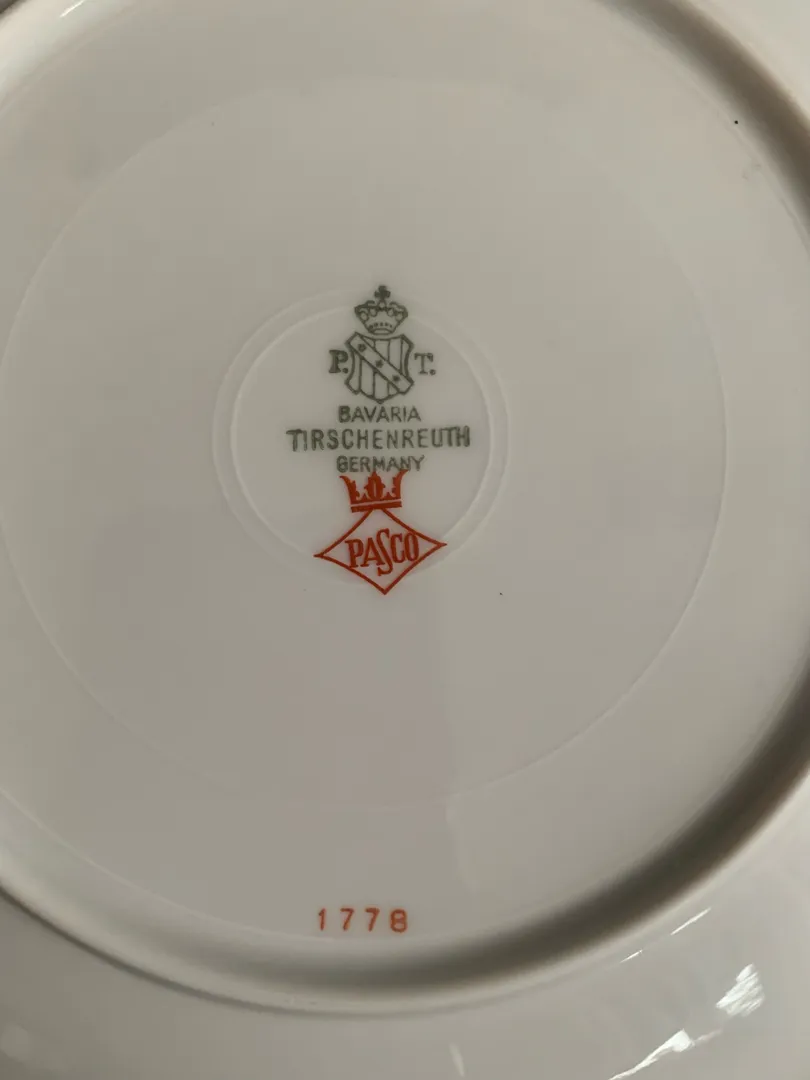 P. T.
BAVARIA
TIRSCHENREUTH
GERMANY
PASCO
1778